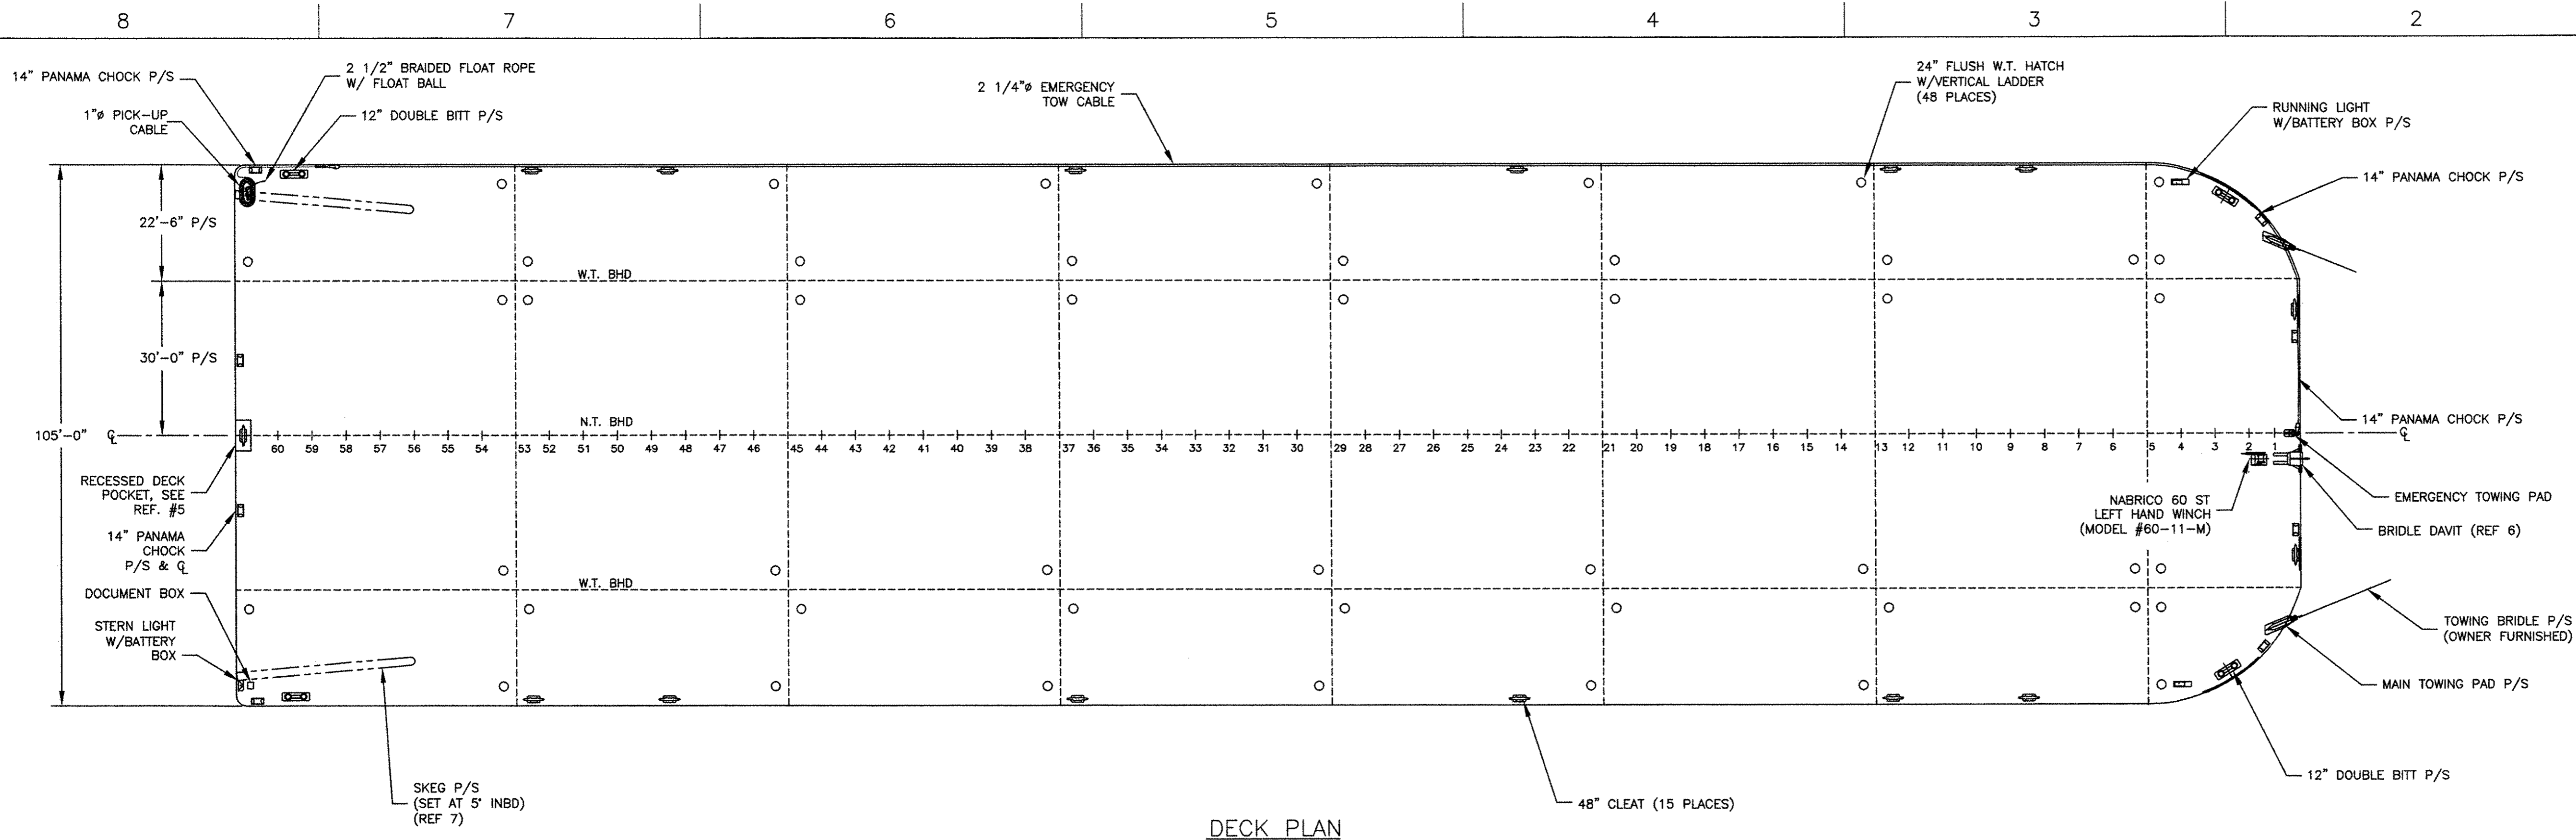 8 7 6 5 4 3 2
14" PANAMA CHOCK P/S
2 1/2" BRAIDED FLOAT ROPE
W/ FLOAT BALL
1"ø PICK-UP
CABLE
12" DOUBLE BITT P/S
2 1/4"ø EMERGENCY
TOW CABLE
24" FLUSH W.T. HATCH
W/VERTICAL LADDER
(48 PLACES)
RUNNING LIGHT
W/BATTERY BOX P/S
14" PANAMA CHOCK P/S
22'-6" P/S
W.T. BHD
30'-0" P/S
14" PANAMA CHOCK P/S
N.T. BHD
105'-0" ℄
℄
60 59 58 57 56 55 54 53 52 51 50 49 48 47 46 45 44 43 42 41 40 39 38 37 36 35 34 33 32 31 30 29 28 27 26 25 24 23 22 21 20 19 18 17 16 15 14 13 12 11 10 9 8 7 6 5 4 3 2 1
RECESSED DECK
POCKET, SEE
REF. #5
14" PANAMA
CHOCK
P/S & ℄
NABRICO 60 ST
LEFT HAND WINCH
(MODEL #60-11-M)
EMERGENCY TOWING PAD
BRIDLE DAVIT (REF 6)
W.T. BHD
DOCUMENT BOX
STERN LIGHT
W/BATTERY
BOX
TOWING BRIDLE P/S
(OWNER FURNISHED)
MAIN TOWING PAD P/S
12" DOUBLE BITT P/S
SKEG P/S
(SET AT 5° INBD)
(REF 7)
48" CLEAT (15 PLACES)
DECK PLAN